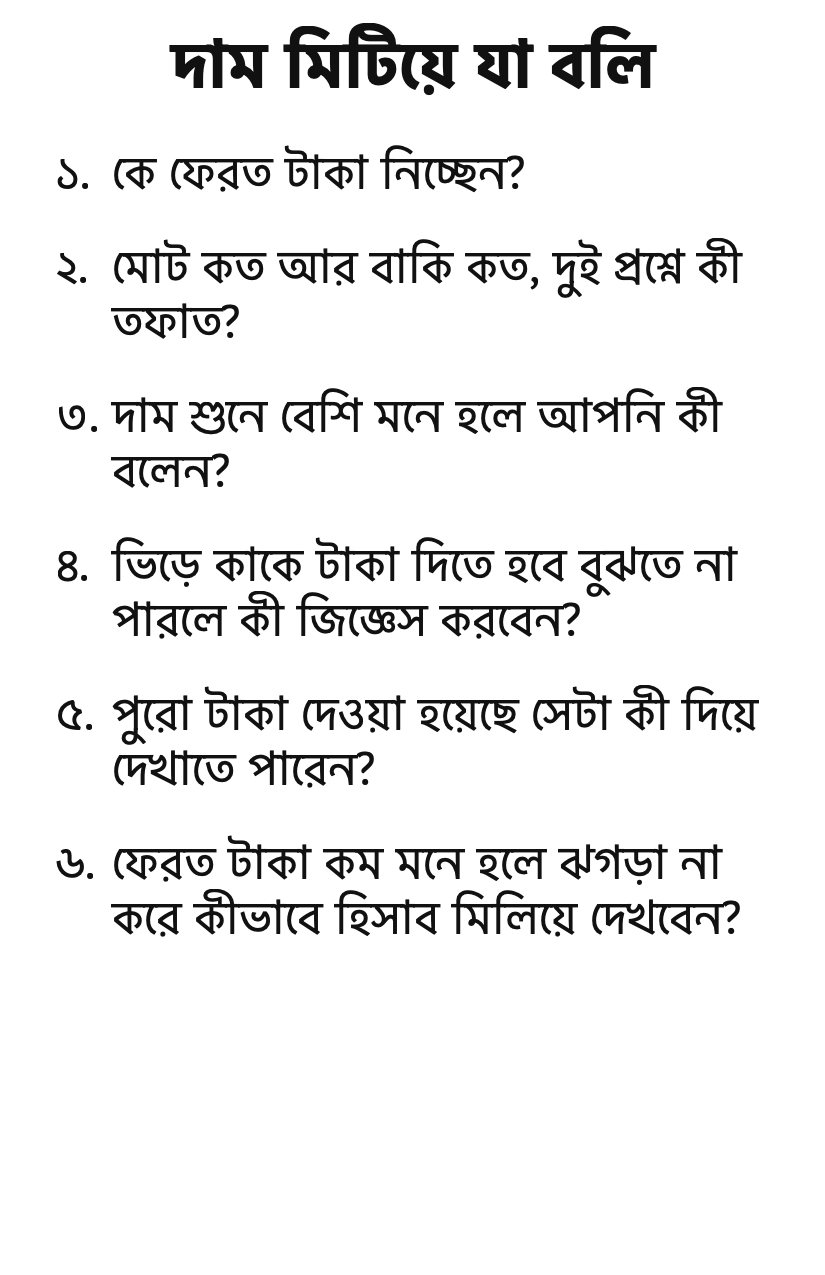 দাম মিটিয়ে যা বলি
১. কে ফেরত টাকা নিচ্ছেন?
২. মোট কত আর বাকি কত, দুই প্রশ্নে কী
তফাত?
৩. দাম শুনে বেশি মনে হলে আপনি কী
বলেন?
৪. ভিড়ে কাকে টাকা দিতে হবে বুঝতে না
পারলে কী জিজ্ঞেস করবেন?
৫. পুরো টাকা দেওয়া হয়েছে সেটা কী দিয়ে
দেখাতে পারেন?
৬. ফেরত টাকা কম মনে হলে ঝগড়া না
করে কীভাবে হিসাব মিলিয়ে দেখবেন?